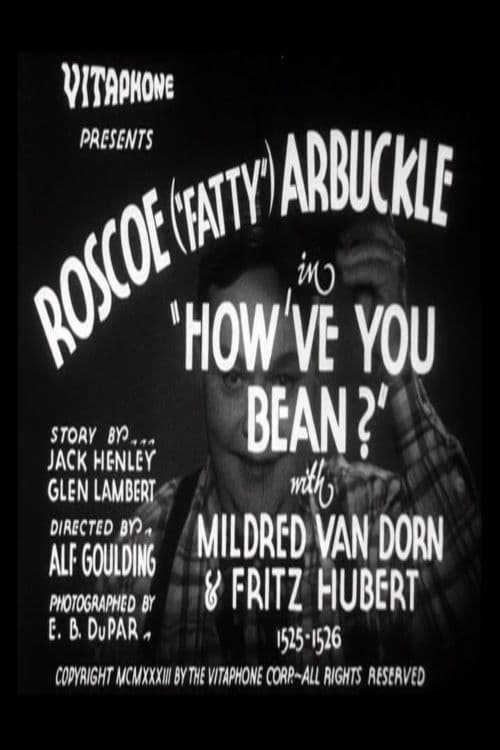 VITAPHONE
PRESENTS
ROSCOE ("FATTY") ARBUCKLE
in
"HOW'VE YOU
BEAN?"
with
MILDRED VAN DORN
& FRITZ HUBERT
1525-1526
STORY BY...
JACK HENLEY
GLEN LAMBERT
DIRECTED BY
ALF GOULDING
PHOTOGRAPHED BY
E. B. DUPAR
COPYRIGHT MCMXXXIII BY THE VITAPHONE CORP.~ALL RIGHTS RESERVED